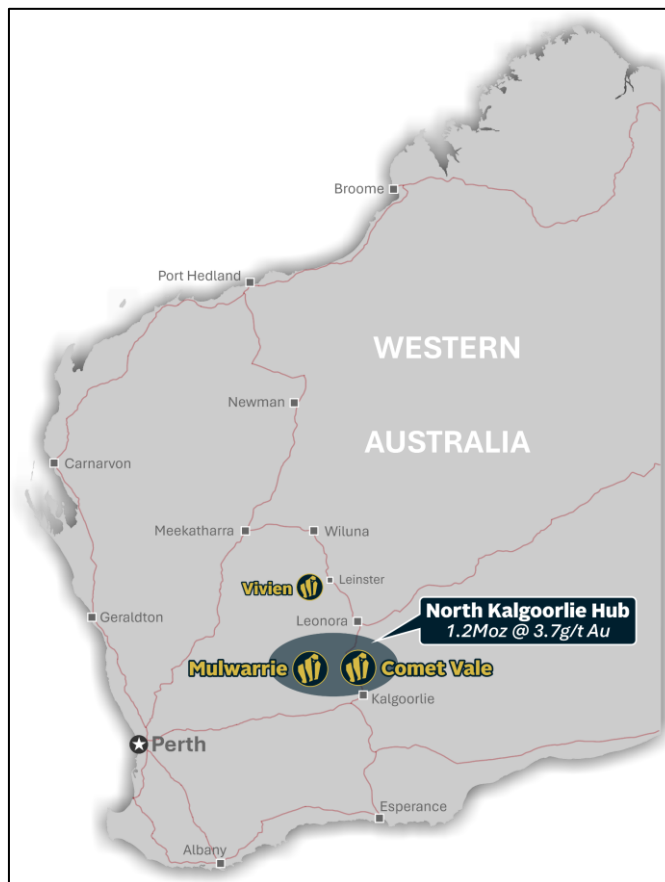 Broome
Port Hedland
WESTERN
Newman
AUSTRALIA
Carnarvon
Meekatharra
Wiluna
Vivien
Leinster
North Kalgoorlie Hub
1.2Moz @ 3.7g/t Au
Geraldton
Leonora
Mulwarrie
Comet Vale
Kalgoorlie
Perth
Esperance
Albany